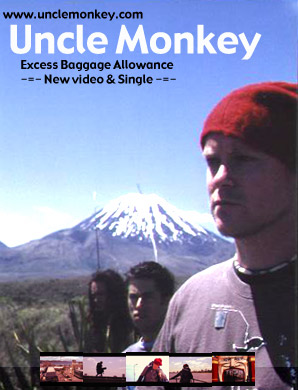 www.unclemonkey.com
Uncle Monkey
Excess Baggage Allowance
-=- New video & Single -=-